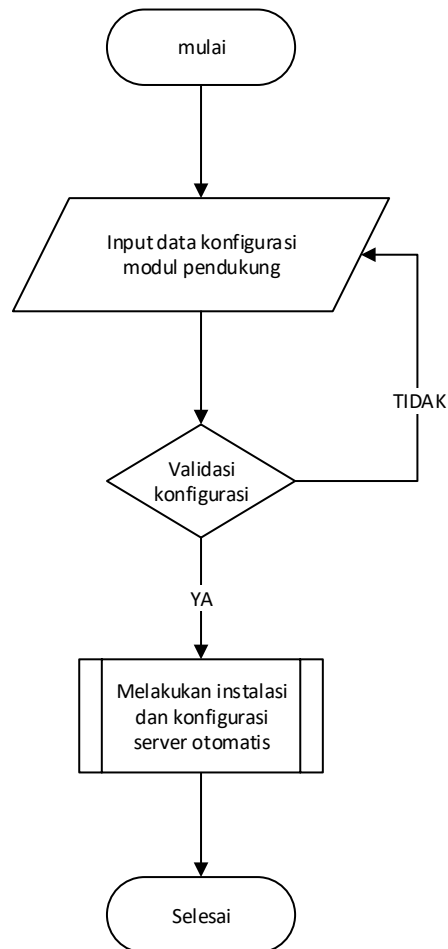 mulai
Input data konfigurasi
modul pendukung
TIDAK
Validasi
konfigurasi
YA
Melakukan instalasi
dan konfigurasi
server otomatis
Selesai